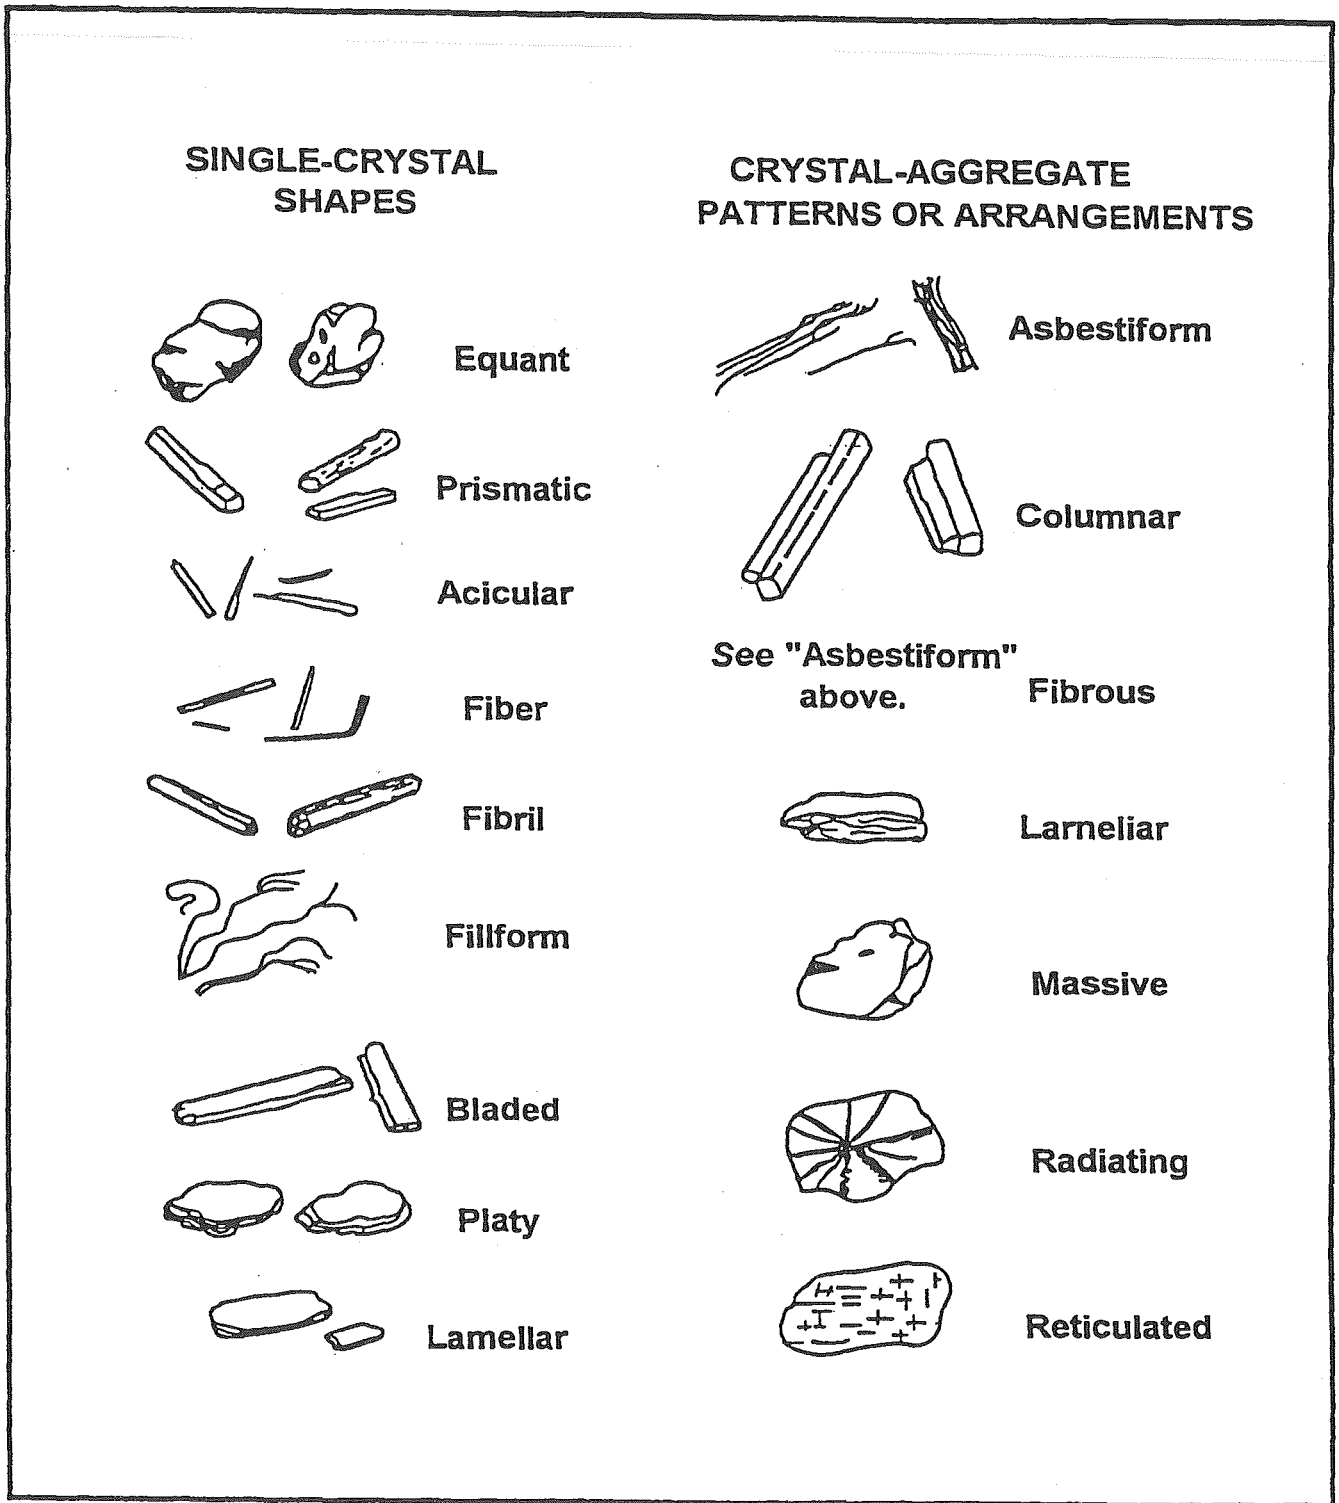 SINGLE-CRYSTAL
SHAPES
Equant
Prismatic
Acicular
Fiber
Fibril
Fillform
Bladed
Platy
Lamellar
CRYSTAL-AGGREGATE
PATTERNS OR ARRANGEMENTS
Asbestiform
Columnar
See "Asbestiform"
above.
Fibrous
Larneliar
Massive
Radiating
Reticulated